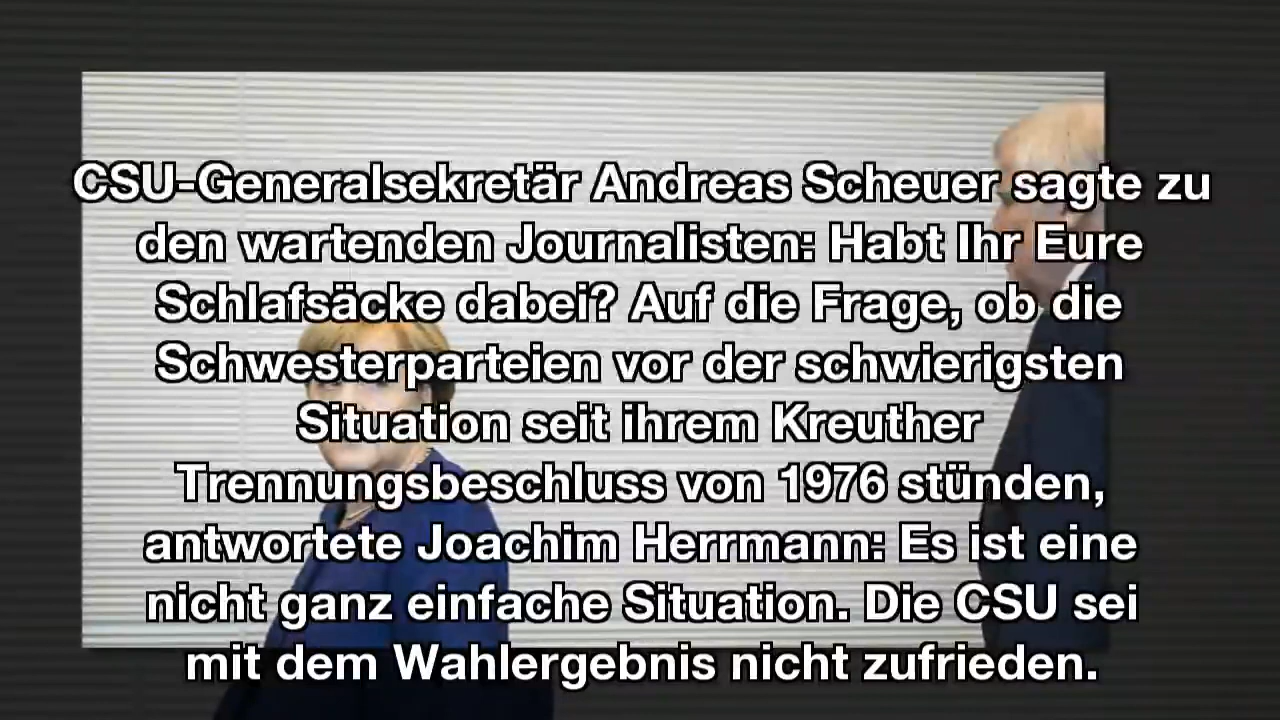 CSU-Generalsekretär Andreas Scheuer sagte zu
den wartenden Journalisten: Habt Ihr Eure
Schlafsäcke dabei? Auf die Frage, ob die
Schwesterparteien vor der schwierigsten
Situation seit ihrem Kreuther
Trennungsbeschluss von 1976 stünden,
antwortete Joachim Herrmann: Es ist eine
nicht ganz einfache Situation. Die CSU sei
mit dem Wahlergebnis nicht zufrieden.